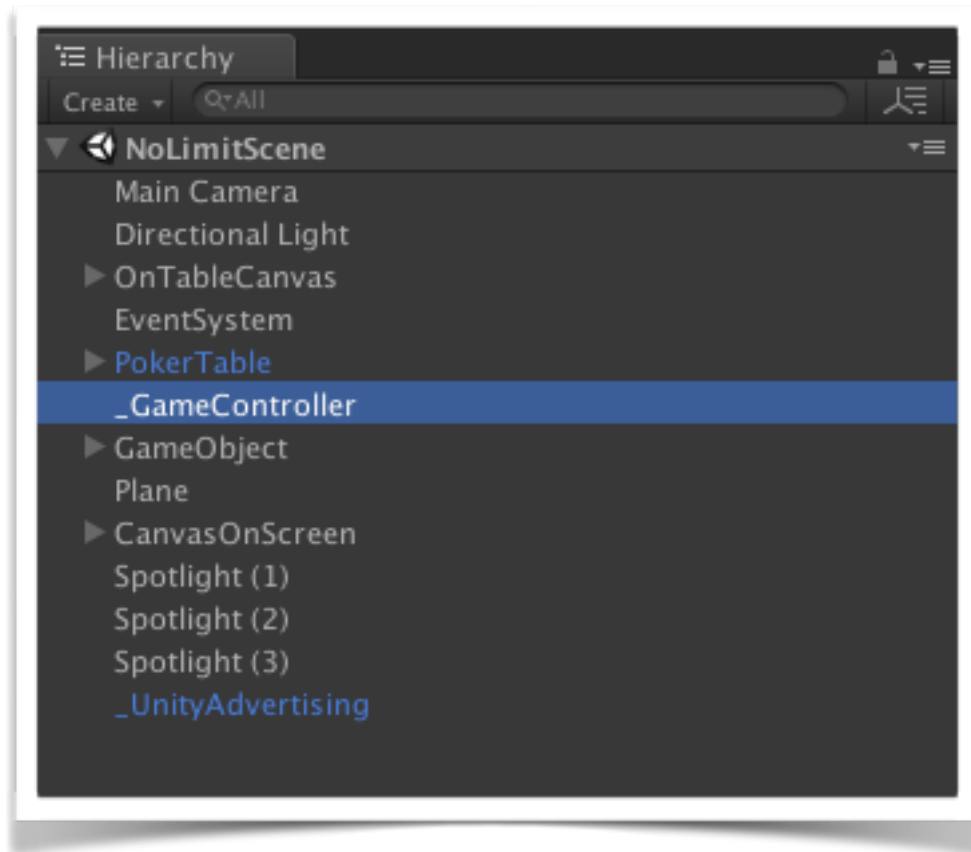 Hierarchy
Create All
NoLimitScene
Main Camera
Directional Light
OnTableCanvas
EventSystem
PokerTable
_GameController
GameObject
Plane
CanvasOnScreen
Spotlight (1)
Spotlight (2)
Spotlight (3)
_UnityAdvertising